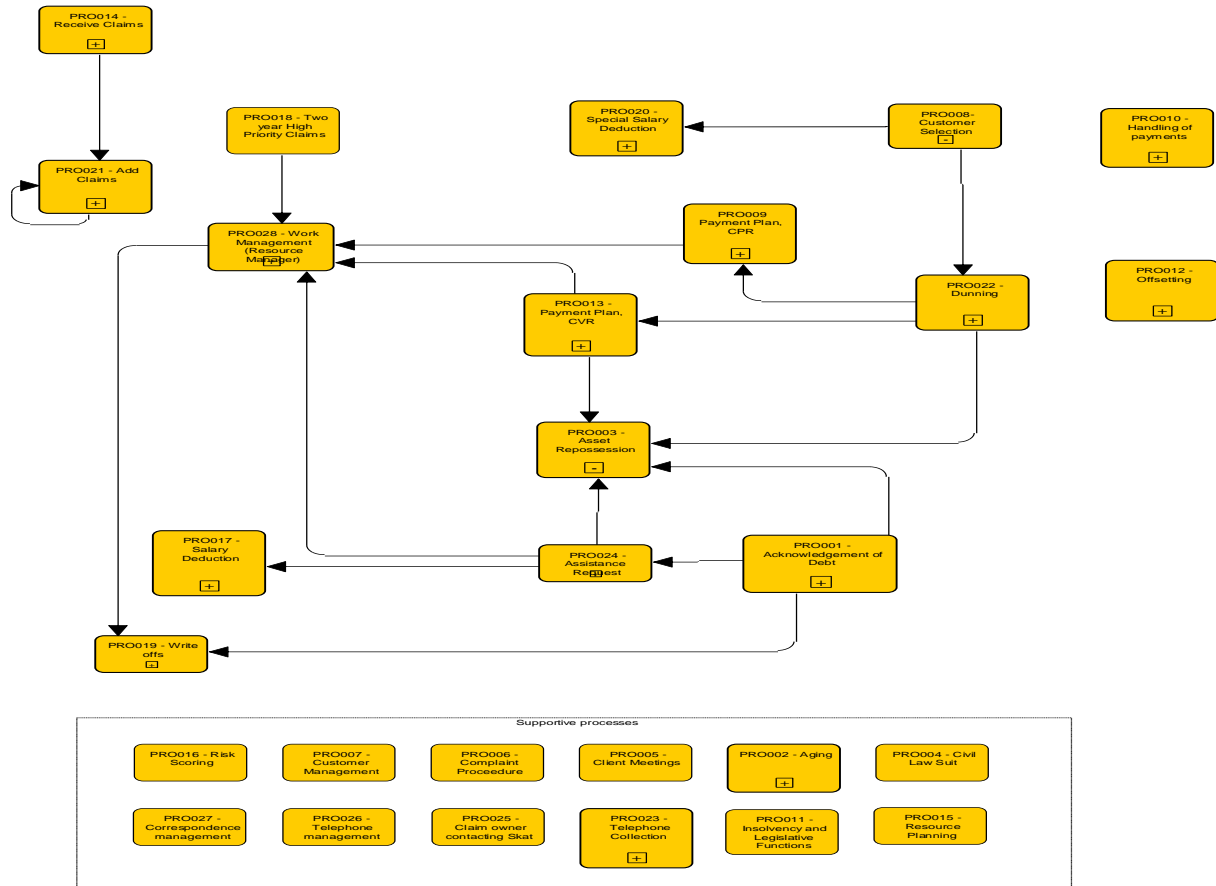 PRO014 -
Receive Claims
PRO018 - Two
year High
Priority Claims
PRO020 -
Special Salary
Deduction
PRO008-
Customer
Selection
PRO010 -
Handling of
payments
PRO021 - Add
Claims
PRO028 - Work
Management
(Resource
Manager)
PRO009
Payment Plan,
CPR
PRO012 -
Offsetting
PRO022 -
Dunning
PRO013 -
Payment Plan,
CVR
PRO003 -
Asset
Repossession
PRO017 -
Salary
Deduction
PRO024 -
Assistance
Request
PRO001 -
Acknowledgement of
Debt
PRO019 - Write
offs
Supportive processes
PRO016 - Risk
Scoring
PRO007 -
Customer
Management
PRO006 -
Complaint
Proceedure
PRO005 -
Client Meetings
PRO002 - Aging
PRO004 - Civil
Law Suit
PRO027 -
Correspondence
management
PRO026 -
Telephone
management
PRO025 -
Claim owner
contacting Skat
PRO023 -
Telephone
Collection
PRO011 -
Insolvency and
Legislative
Functions
PRO015 -
Resource
Planning